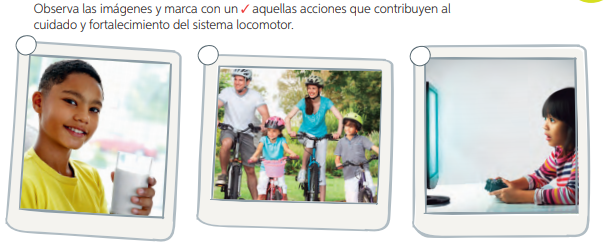 Observa las imágenes y marca con un ✓ aquellas acciones que contribuyen al
cuidado y fortalecimiento del sistema locomotor.